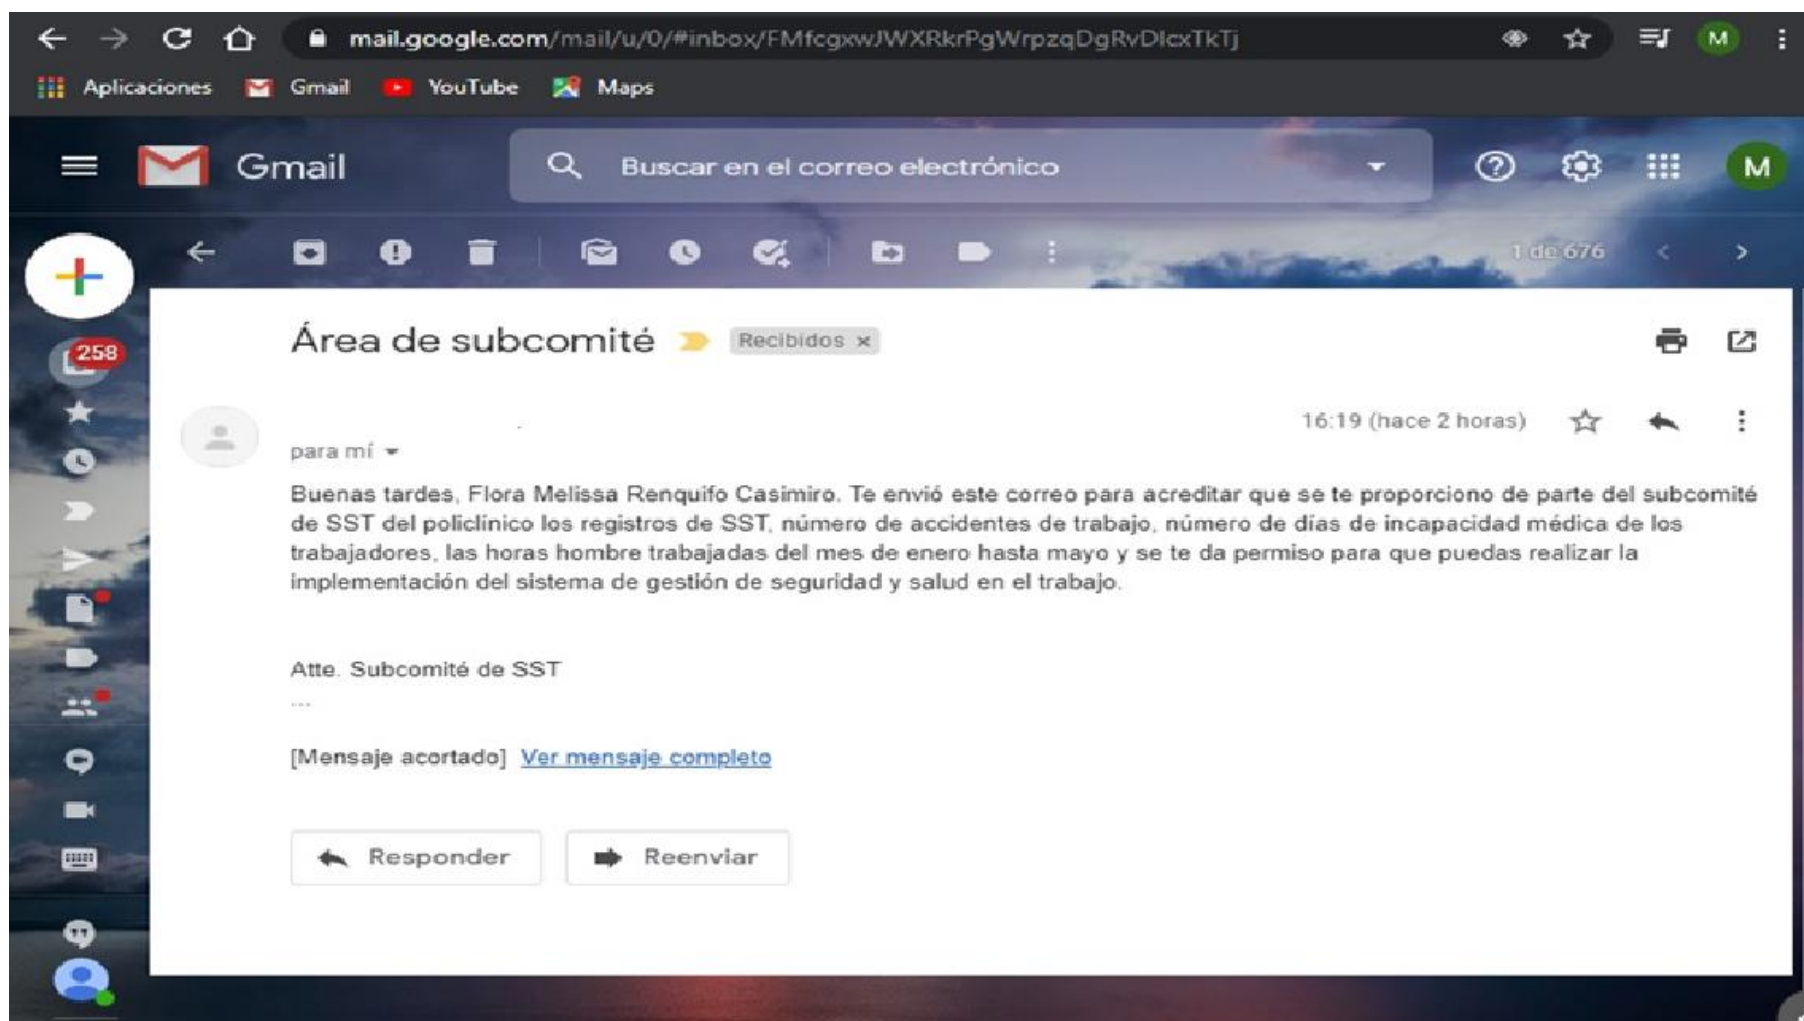 mail.google.com/mail/u/0/#inbox/FMfcgxwJWXRkrPgWrpzqDgRvDlcxTkTj
M
Aplicaciones Gmail YouTube Maps
Gmail Buscar en el correo electrónico M
1 de 676
258
Área de subcomité Recibidos x
16:19 (hace 2 horas)
para mí
Buenas tardes, Flora Melissa Renquifo Casimiro. Te envió este correo para acreditar que se te proporciono de parte del subcomité
de SST del policlínico los registros de SST, número de accidentes de trabajo, número de días de incapacidad médica de los
trabajadores, las horas hombre trabajadas del mes de enero hasta mayo y se te da permiso para que puedas realizar la
implementación del sistema de gestión de seguridad y salud en el trabajo.
Atte. Subcomité de SST
...
[Mensaje acortado] Ver mensaje completo
Responder Reenviar